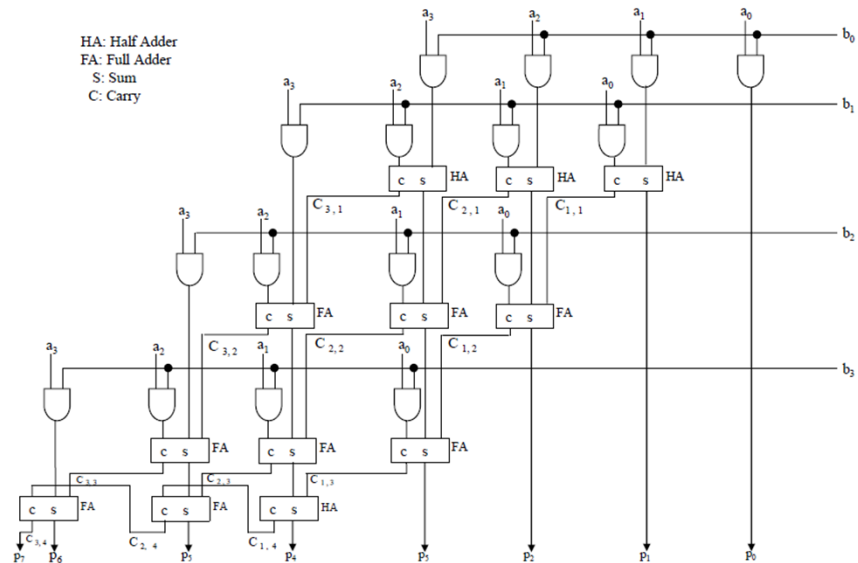 a3 a2 a1 a0
b0
HA: Half Adder
FA: Full Adder
S: Sum
C: Carry
a3 a2 a1 a0
b1
c s HA c s HA c s HA
C3,1 C2,1 C1,1
a3 a2 a1 a0
b2
c s FA c s FA c s FA
C3,2 C2,2 C1,2
a3 a2 a1 a0
b3
c s FA c s FA c s FA
C3,3 C2,3 C1,3
c s FA c s FA c s HA
C3,4 C2,4 C1,4
p7 p6 p5 p4 p5 p2 p1 p0